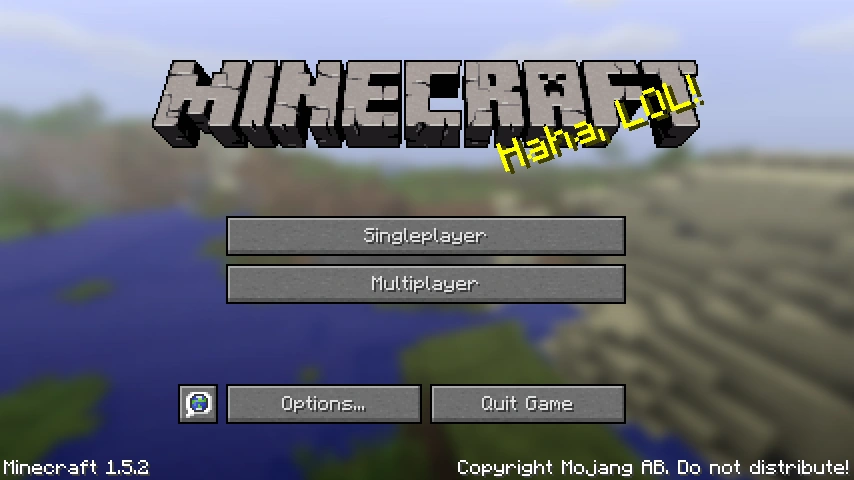 MINECRAFT
Haha, LOL!
Singleplayer
Multiplayer
Options...
Quit Game
Minecraft 1.5.2
Copyright Mojang AB. Do not distribute!